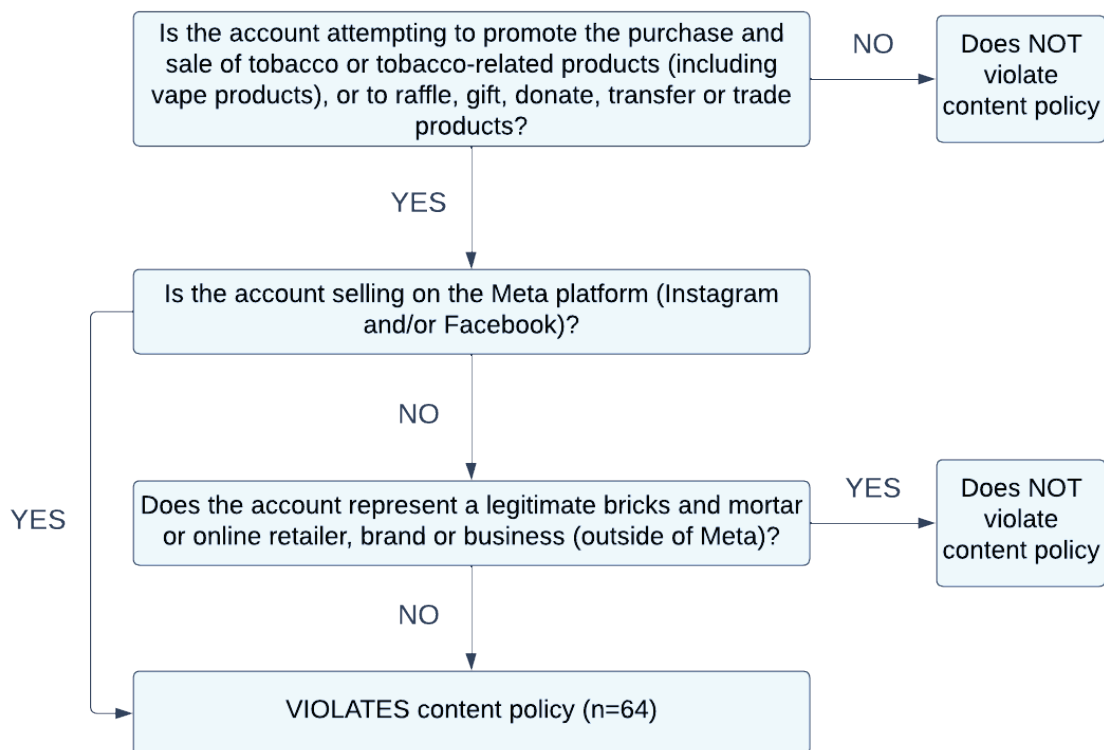 Is the account attempting to promote the purchase and
sale of tobacco or tobacco-related products (including
vape products), or to raffle, gift, donate, transfer or trade
products?
NO
Does NOT
violate
content policy
YES
Is the account selling on the Meta platform (Instagram
and/or Facebook)?
NO
YES
Does the account represent a legitimate bricks and mortar
or online retailer, brand or business (outside of Meta)?
YES
Does NOT
violate
content policy
NO
VIOLATES content policy (n=64)